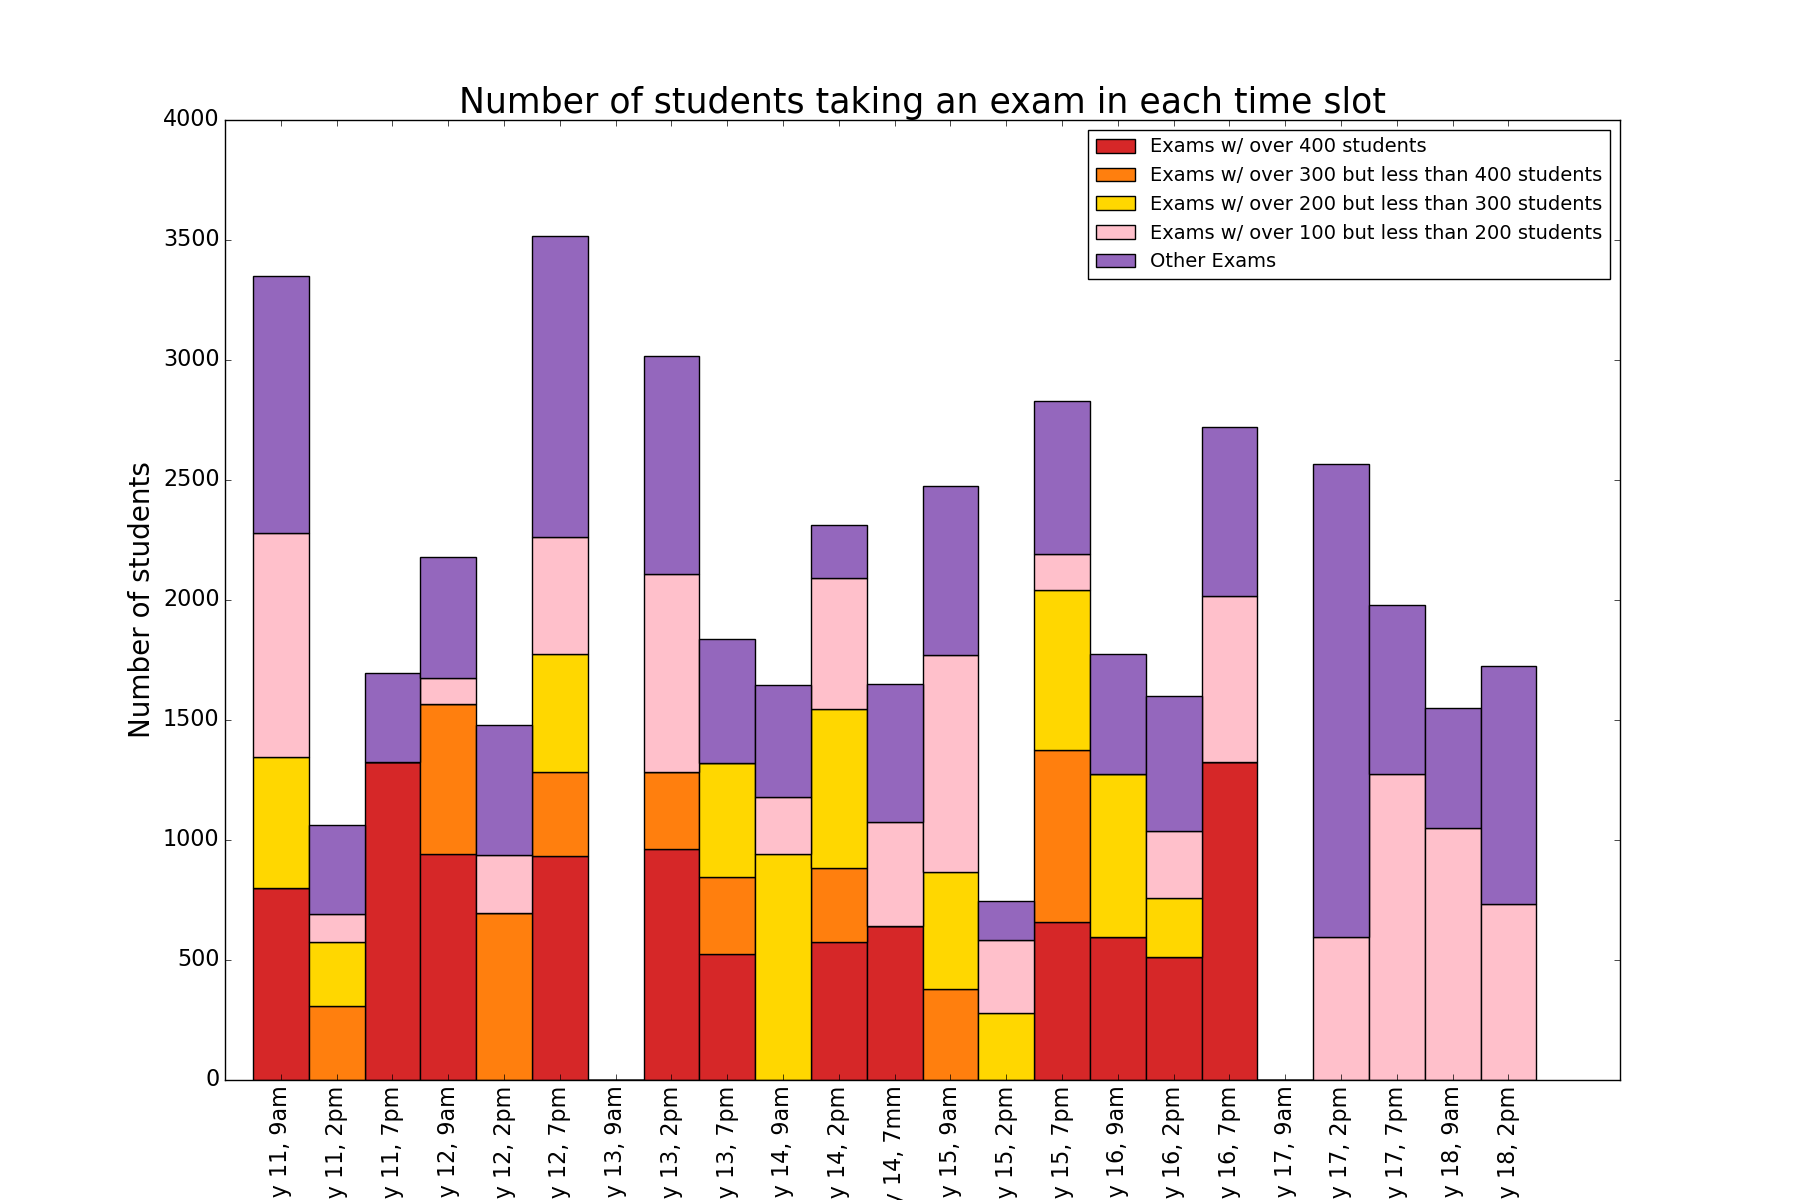 Number of students taking an exam in each time slot
Exams w/ over 400 students
Exams w/ over 300 but less than 400 students
Exams w/ over 200 but less than 300 students
Exams w/ over 100 but less than 200 students
Other Exams
Number of students
4000
3500
3000
2500
2000
1500
1000
500
0
y 11, 9am
y 11, 2pm
y 11, 7pm
y 12, 9am
y 12, 2pm
y 12, 7pm
y 13, 9am
y 13, 2pm
y 13, 7pm
y 14, 9am
y 14, 2pm
y 14, 7mm
y 15, 9am
y 15, 2pm
y 15, 7pm
y 16, 9am
y 16, 2pm
y 16, 7pm
y 17, 9am
y 17, 2pm
y 17, 7pm
y 18, 9am
y 18, 2pm